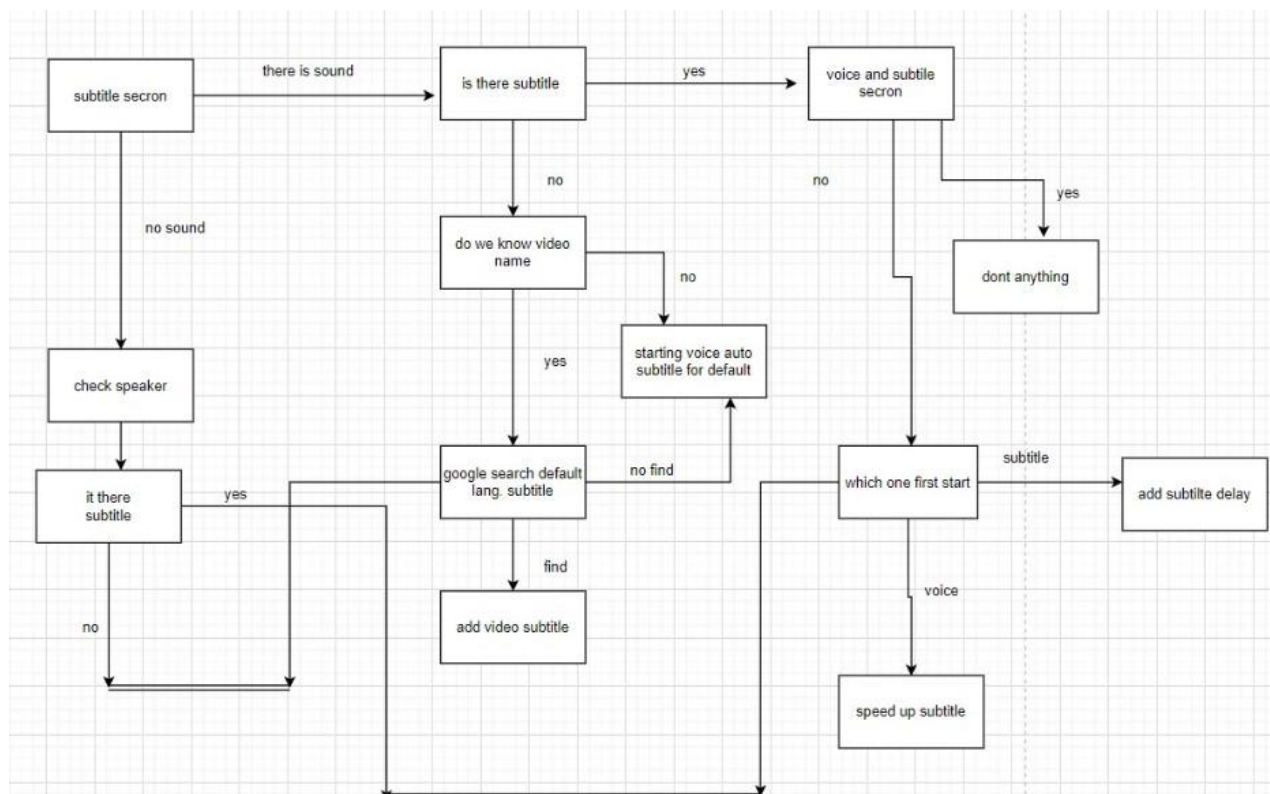 there is sound
is there subtitle
yes
voice and subtile
secron
subtitle secron
no
no
yes
no sound
do we know video
name
no
dont anything
starting voice auto
subtitle for default
yes
check speaker
google search default
lang. subtitle
no find
which one first start
subtitle
add subtilte delay
it there
subtitle
yes
find
voice
no
add video subtitle
speed up subtitle